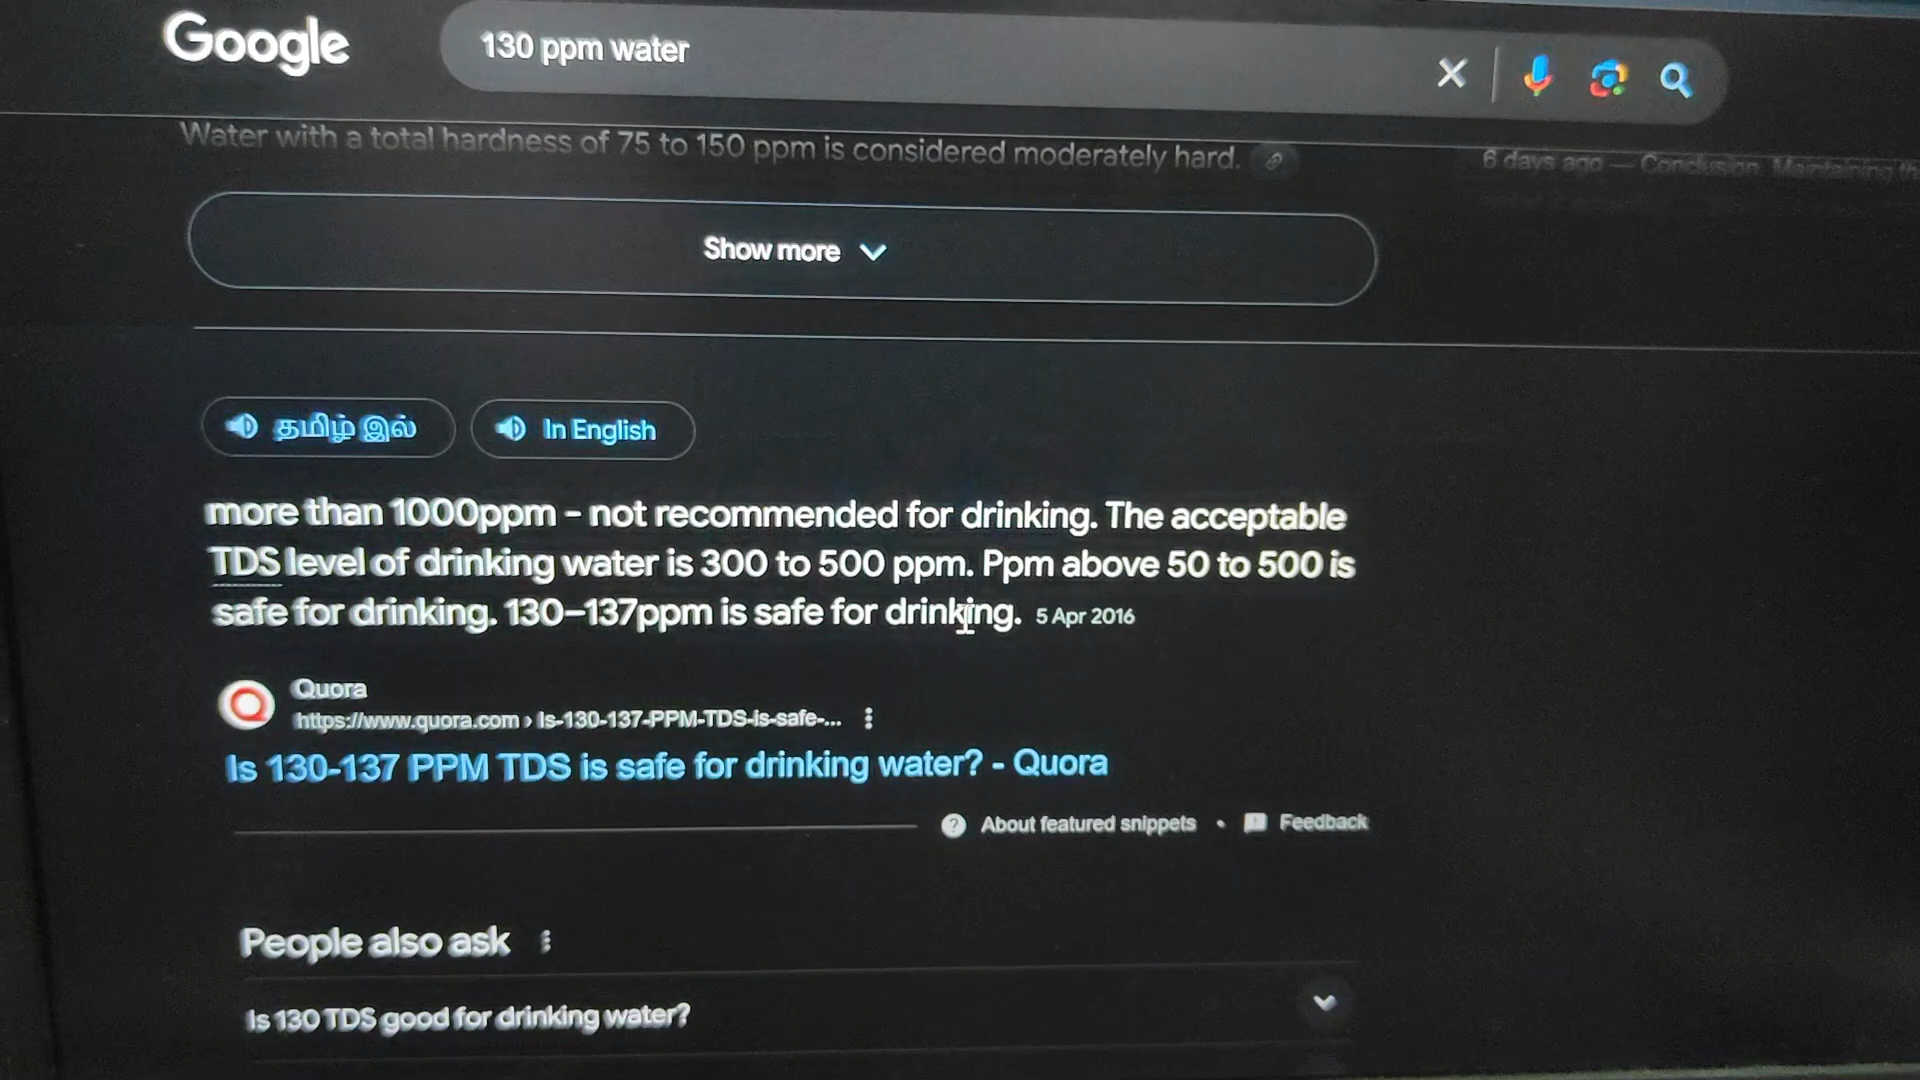 Google
130 ppm water
Water with a total hardness of 75 to 150 ppm is considered moderately hard.
6 days ago — Conclusion. Maintaining
Show more
தமிழ் இல்
In English
more than 1000ppm - not recommended for drinking. The acceptable
TDS level of drinking water is 300 to 500 ppm. Ppm above 50 to 500 is
safe for drinking. 130–137ppm is safe for drinking. 5 Apr 2016
Quora
https://www.quora.com › Is-130-137-PPM-TDS-is-safe-...
Is 130-137 PPM TDS is safe for drinking water? - Quora
About featured snippets • Feedback
People also ask
Is 130 TDS good for drinking water?